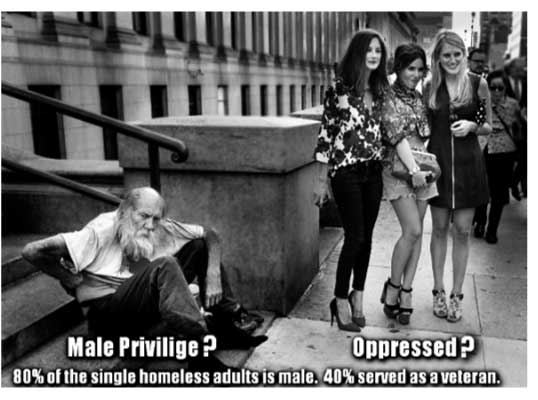 Male Privilige ?
Oppressed ?
80% of the single homeless adults is male. 40% served as a veteran.